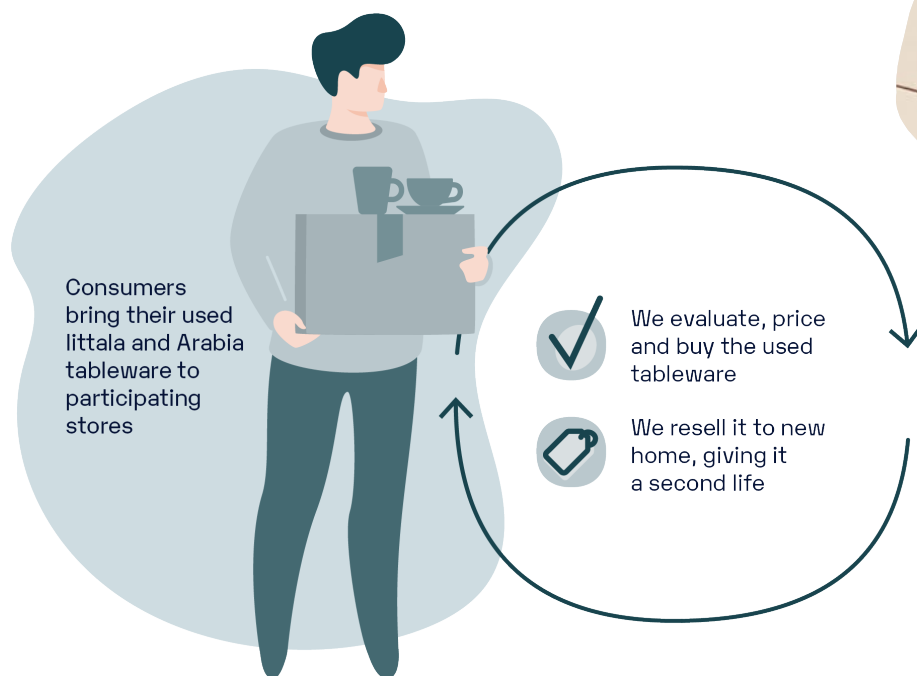 Consumers
bring their used
Iittala and Arabia
tableware to
participating
stores
We evaluate, price
and buy the used
tableware
We resell it to new
home, giving it
a second life